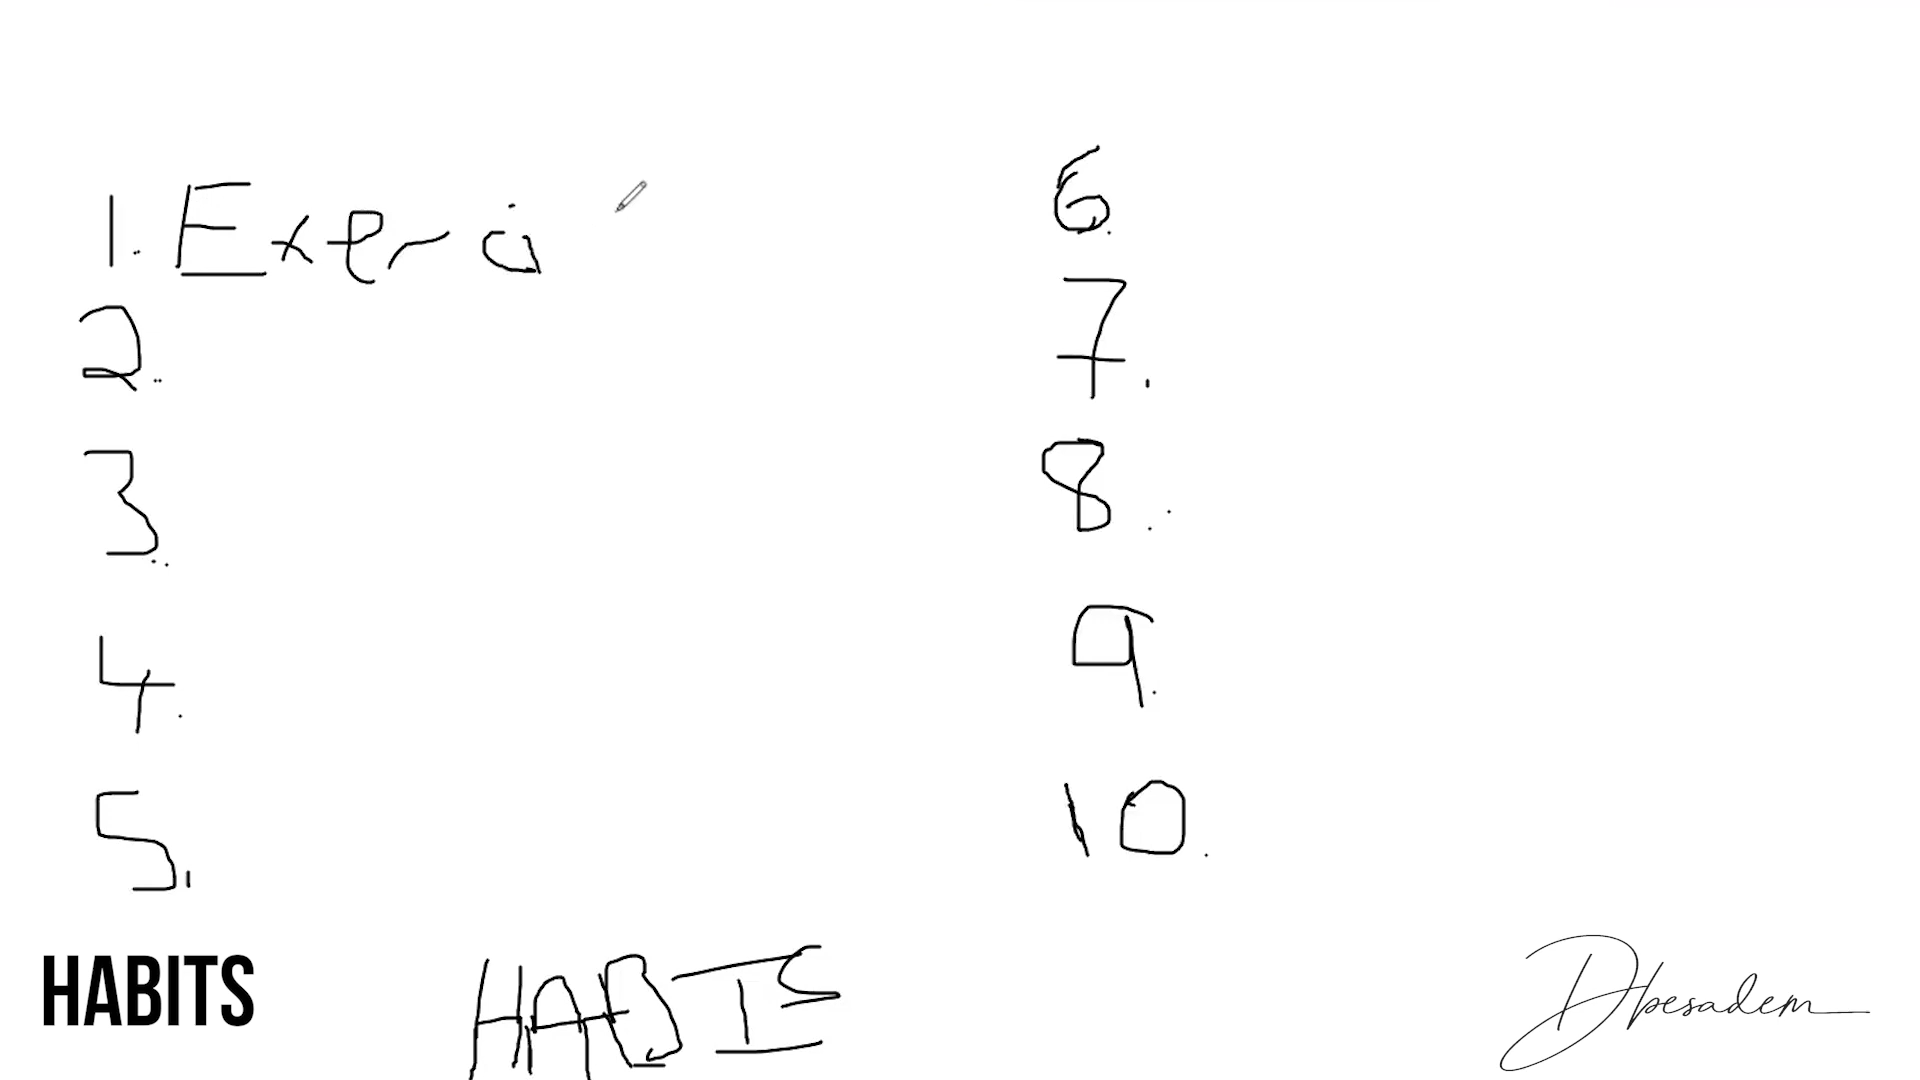 1. Exerci
2.
3.
4.
5.
6.
7.
8.
9.
10.
HABITS
HABIS
Dbesadem